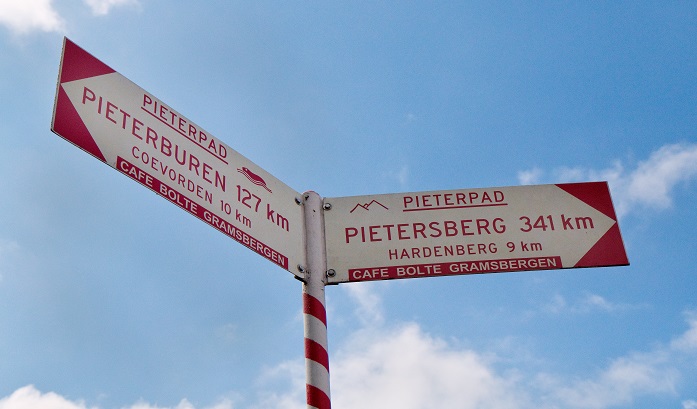 PIETERPAD
PIETERBUREN 127 km
COEVORDEN 10 km
CAFE BOLTE GRAMSBERGEN
PIETERPAD
PIETERSBERG 341 km
HARDENBERG 9 km
CAFE BOLTE GRAMSBERGEN